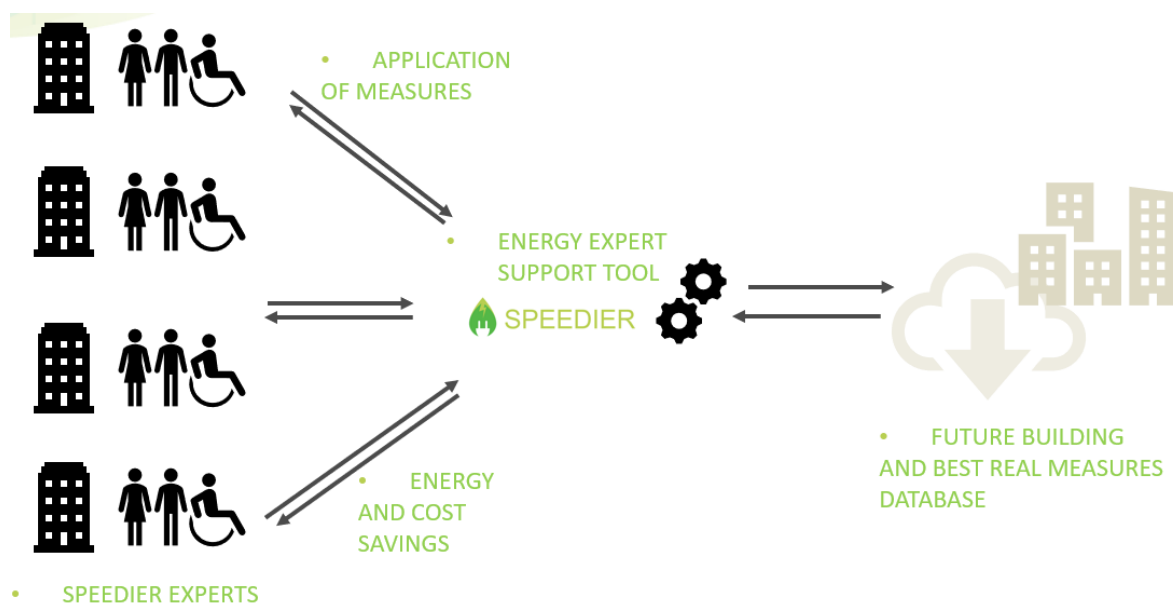 • APPLICATION
OF MEASURES
• ENERGY EXPERT
SUPPORT TOOL
SPEEDIER
• ENERGY
AND COST
SAVINGS
• FUTURE BUILDING
AND BEST REAL MEASURES
DATABASE
• SPEEDIER EXPERTS